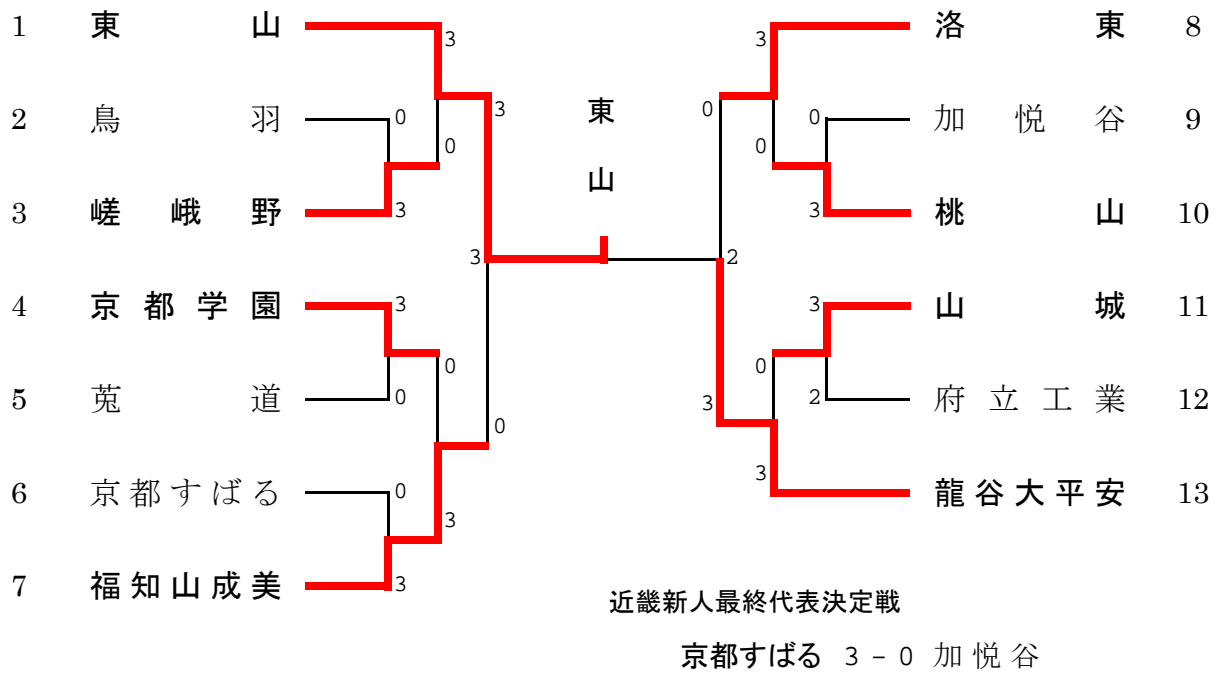 1 東山 3 3 洛東 8
2 鳥羽 0 0 3 東 0 0 0 加悦谷 9
山
3 嵯峨野 3 3 桃山 10
3 2
4 京都学園 3 3 山城 11
0 0
5 莵道 0 0 3 2 府立工業 12
6 京都すばる 0 3 3 龍谷大平安 13
7 福知山成美 3
近畿新人最終代表決定戦
京都すばる 3 – 0 加悦谷